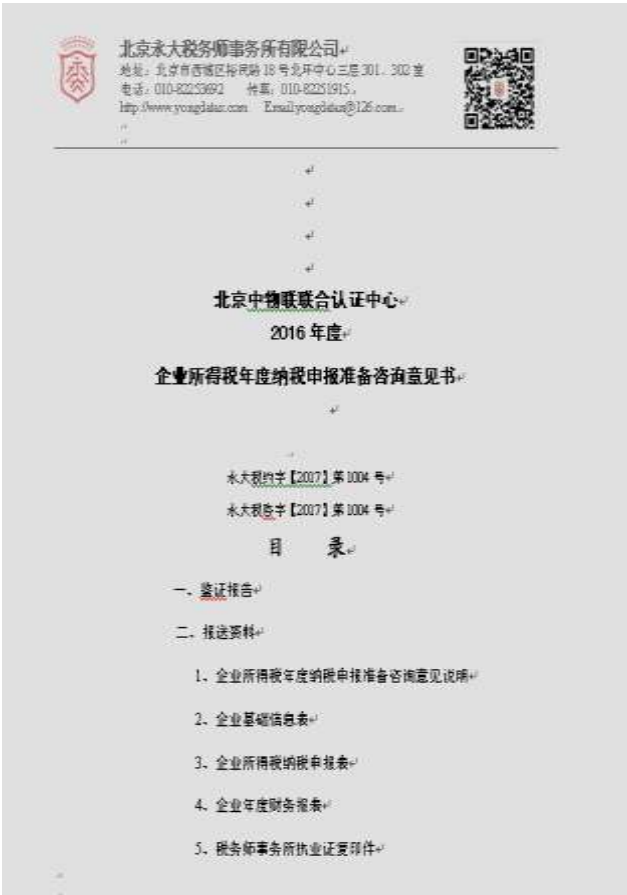 北京永大税务师事务所有限公司
地址：北京市西城区裕民路18号北环中心三层301、302室
电话：010-82253692 传真：010-82251915
http://www.yongdatax.com Email:yongdatax@126.com
北京中物联联合认证中心
2016 年度
企业所得税年度纳税申报准备咨询意见书
永大税约字【2017】第1004 号
永大税咨字【2017】第1004 号
目 录
一、鉴证报告
二、报送资料
1、企业所得税年度纳税申报准备咨询意见说明
2、企业基础信息表
3、企业所得税纳税申报表
4、企业年度财务报表
5、税务师事务所执业证复印件